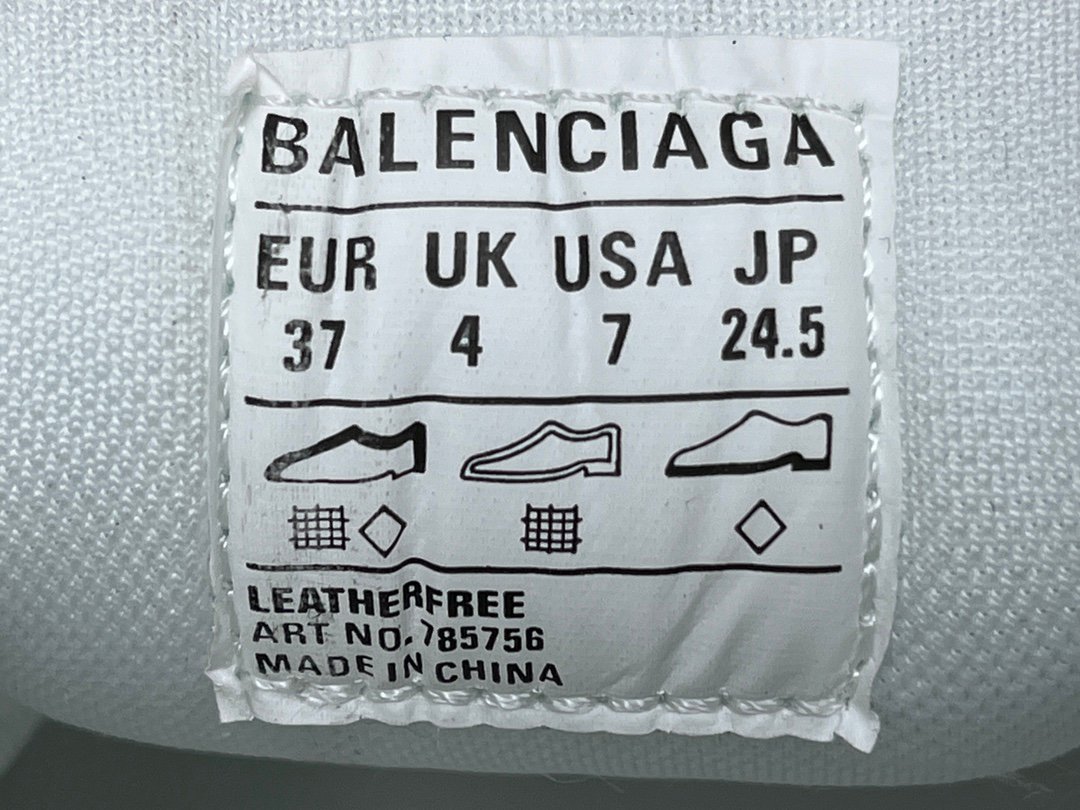 BALENCIAGA
EUR UK USA JP
37 4 7 24.5
LEATHERFREE
ART NO.785756
MADE IN CHINA